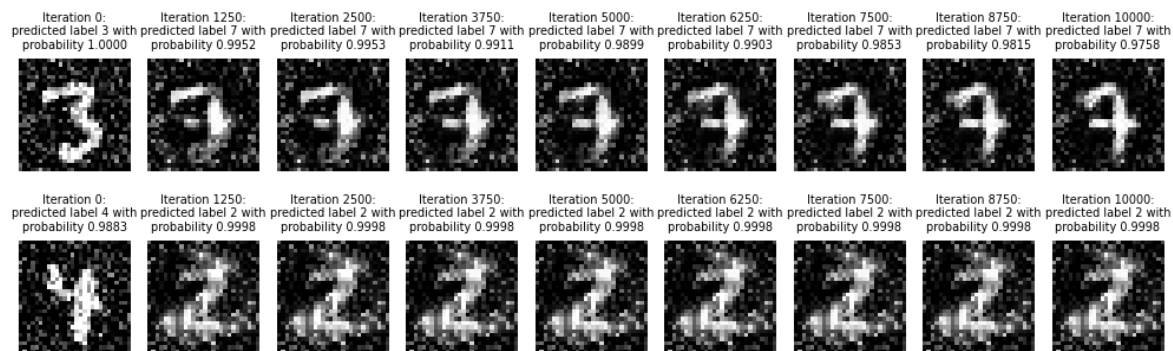 Iteration 0:
predicted label 3 with
probability 1.0000
Iteration 1250:
predicted label 7 with
probability 0.9952
Iteration 2500:
predicted label 7 with
probability 0.9953
Iteration 3750:
predicted label 7 with
probability 0.9911
Iteration 5000:
predicted label 7 with
probability 0.9899
Iteration 6250:
predicted label 7 with
probability 0.9903
Iteration 7500:
predicted label 7 with
probability 0.9853
Iteration 8750:
predicted label 7 with
probability 0.9815
Iteration 10000:
predicted label 7 with
probability 0.9758
Iteration 0:
predicted label 4 with
probability 0.9883
Iteration 1250:
predicted label 2 with
probability 0.9998
Iteration 2500:
predicted label 2 with
probability 0.9998
Iteration 3750:
predicted label 2 with
probability 0.9998
Iteration 5000:
predicted label 2 with
probability 0.9998
Iteration 6250:
predicted label 2 with
probability 0.9998
Iteration 7500:
predicted label 2 with
probability 0.9998
Iteration 8750:
predicted label 2 with
probability 0.9998
Iteration 10000:
predicted label 2 with
probability 0.9998